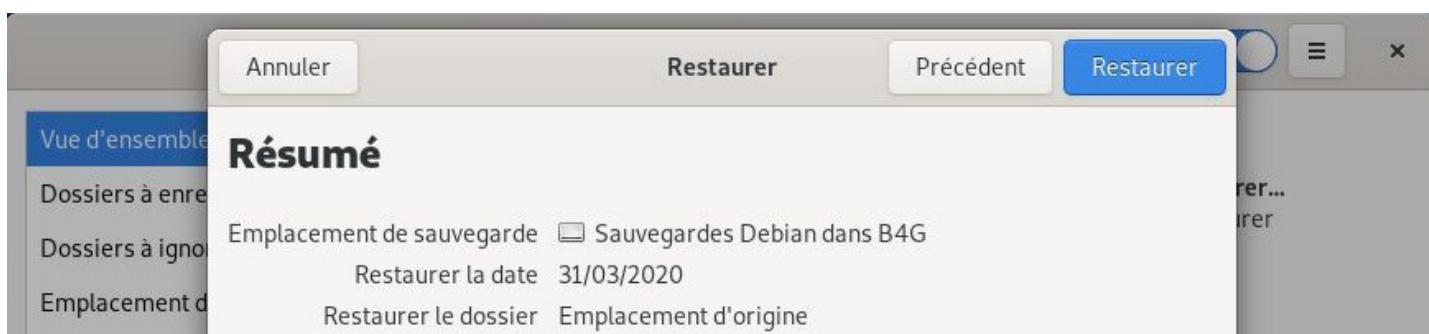 Annuler Restaurer Précédent Restaurer
Vue d'ensemble
Résumé
Dossiers à enre
rer...
Dossiers à ignor
urer
Emplacement de sauvegarde Sauvegardes Debian dans B4G
Restaurer la date 31/03/2020
Emplacement d
Restaurer le dossier Emplacement d'origine